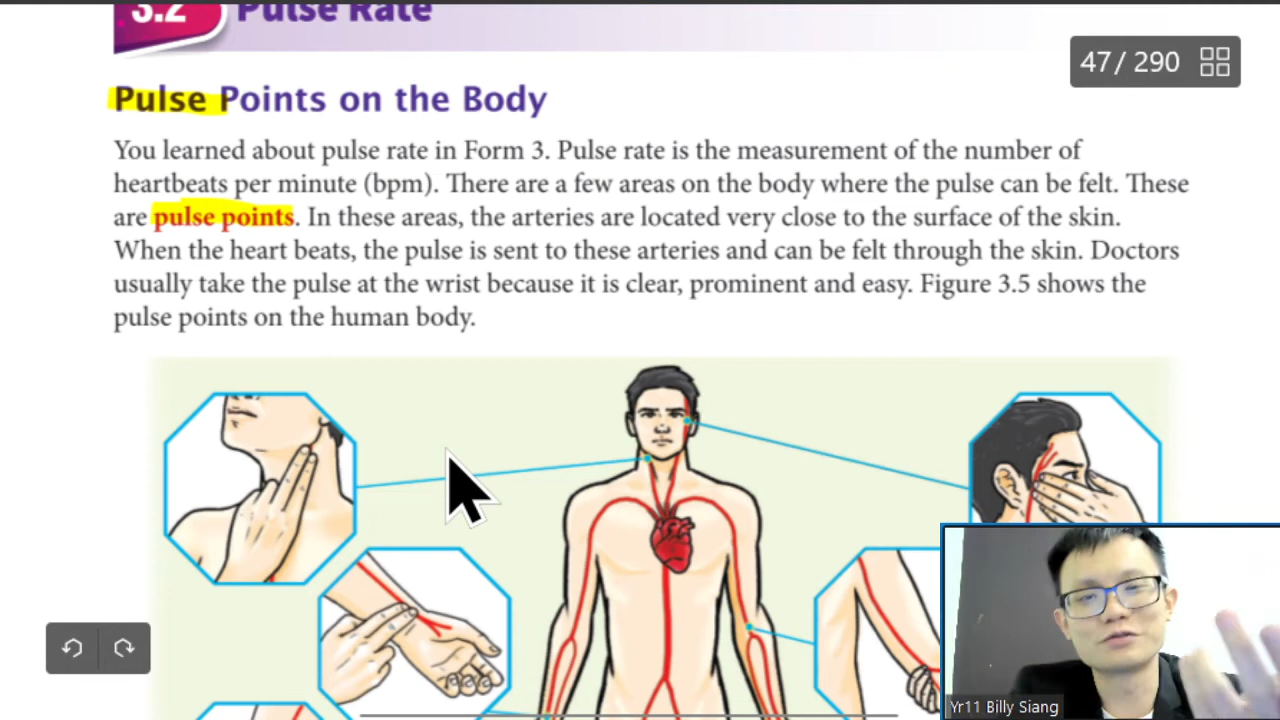 3.2 Pulse Rate
47 / 290
Pulse Points on the Body
You learned about pulse rate in Form 3. Pulse rate is the measurement of the number of
heartbeats per minute (bpm). There are a few areas on the body where the pulse can be felt. These
are pulse points. In these areas, the arteries are located very close to the surface of the skin.
When the heart beats, the pulse is sent to these arteries and can be felt through the skin. Doctors
usually take the pulse at the wrist because it is clear, prominent and easy. Figure 3.5 shows the
pulse points on the human body.
Yr11 Billy Siang